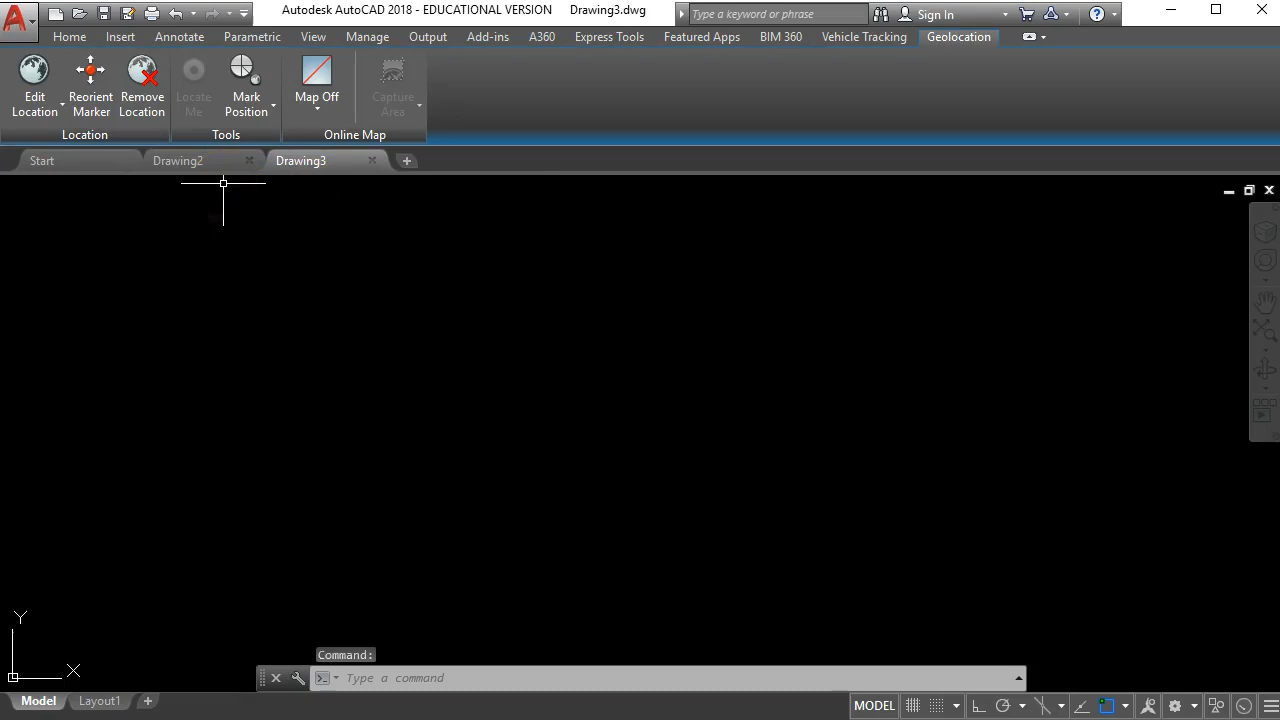 Autodesk AutoCAD 2018 - EDUCATIONAL VERSION Drawing3.dwg Type a keyword or phrase Sign In
Home Insert Annotate Parametric View Manage Output Add-ins A360 Express Tools Featured Apps BIM 360 Vehicle Tracking Geolocation
Edit Location
Reorient Marker
Remove Location
Locate Me
Mark Position
Map Off
Capture Area
Location Tools Online Map
Start Drawing2 Drawing3
Y
X
Command:
Type a command
Model Layout1 MODEL